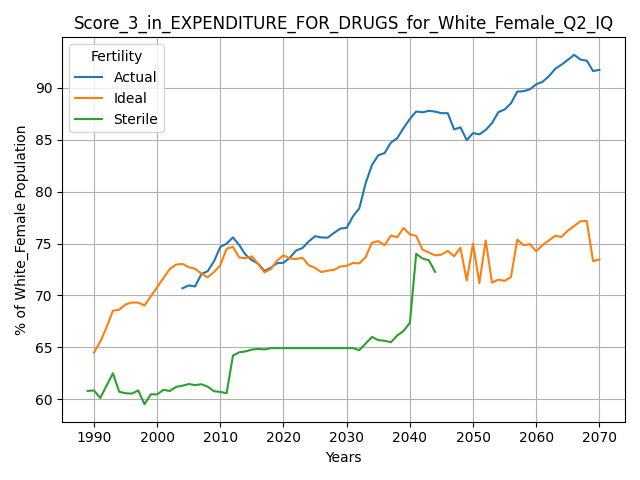 Score_3_in_EXPENDITURE_FOR_DRUGS_for_White_Female_Q2_IQ
Fertility
Actual
Ideal
Sterile
% of White_Female Population
90
85
80
75
70
65
60
1990 2000 2010 2020 2030 2040 2050 2060 2070
Years